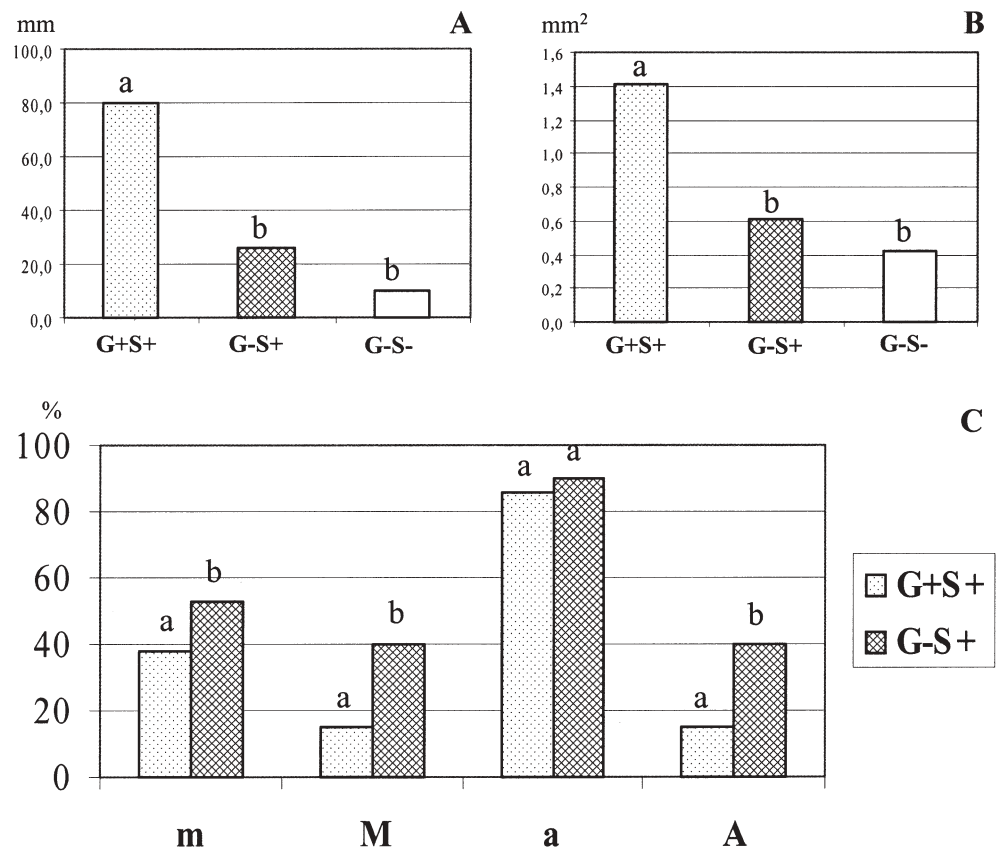 mm A
100,0
a
80,0
60,0
40,0
b
20,0
b
0,0
G+S+ G-S+ G-S-
mm² B
1,6
a
1,4
1,2
1,0
0,8
b
0,6
b
0,4
0,2
0,0
G+S+ G-S+ G-S-
% C
100
a a
80
60
b
a
40
b b
a a
20
0
m M a A
G+S+
G-S+